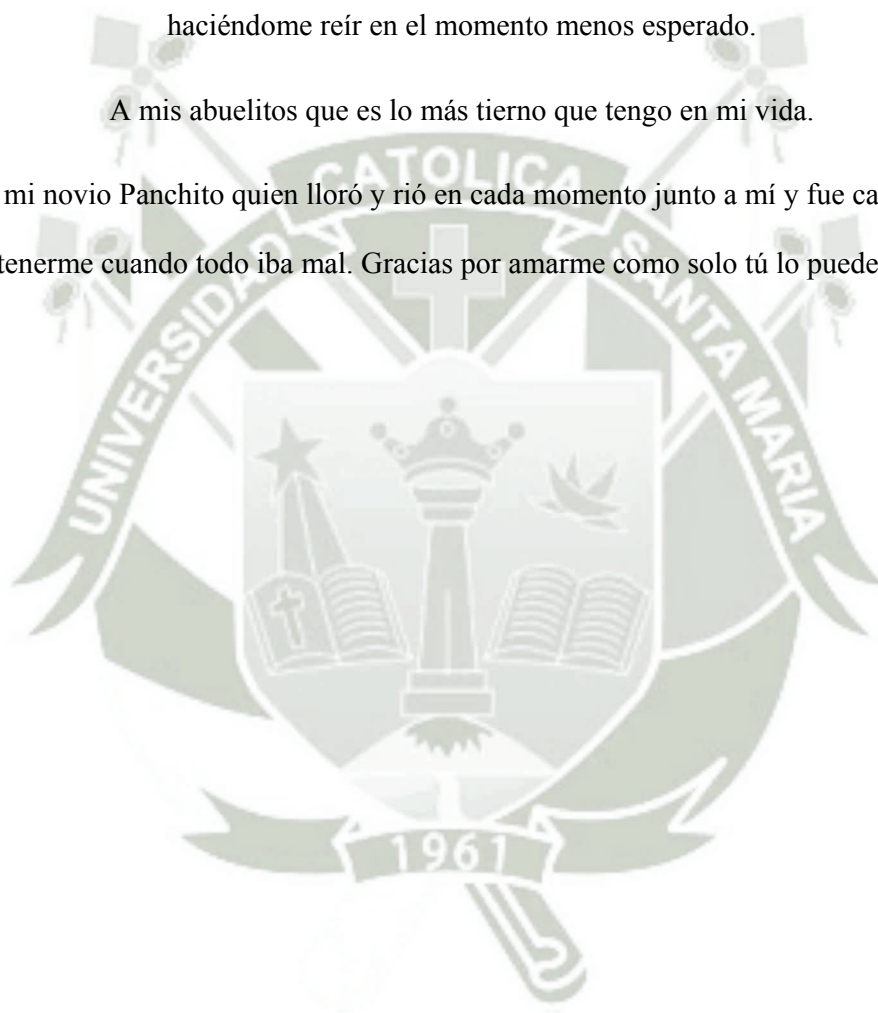 haciéndome reír en el momento menos esperado.
A mis abuelitos que es lo más tierno que tengo en mi vida.
mi novio Panchito quien lloró y rió en cada momento junto a mí y fue ca
tenerme cuando todo iba mal. Gracias por amarme como solo tú lo puede
UNIVERSIDAD CATOLICA SANTA MARIA
1961